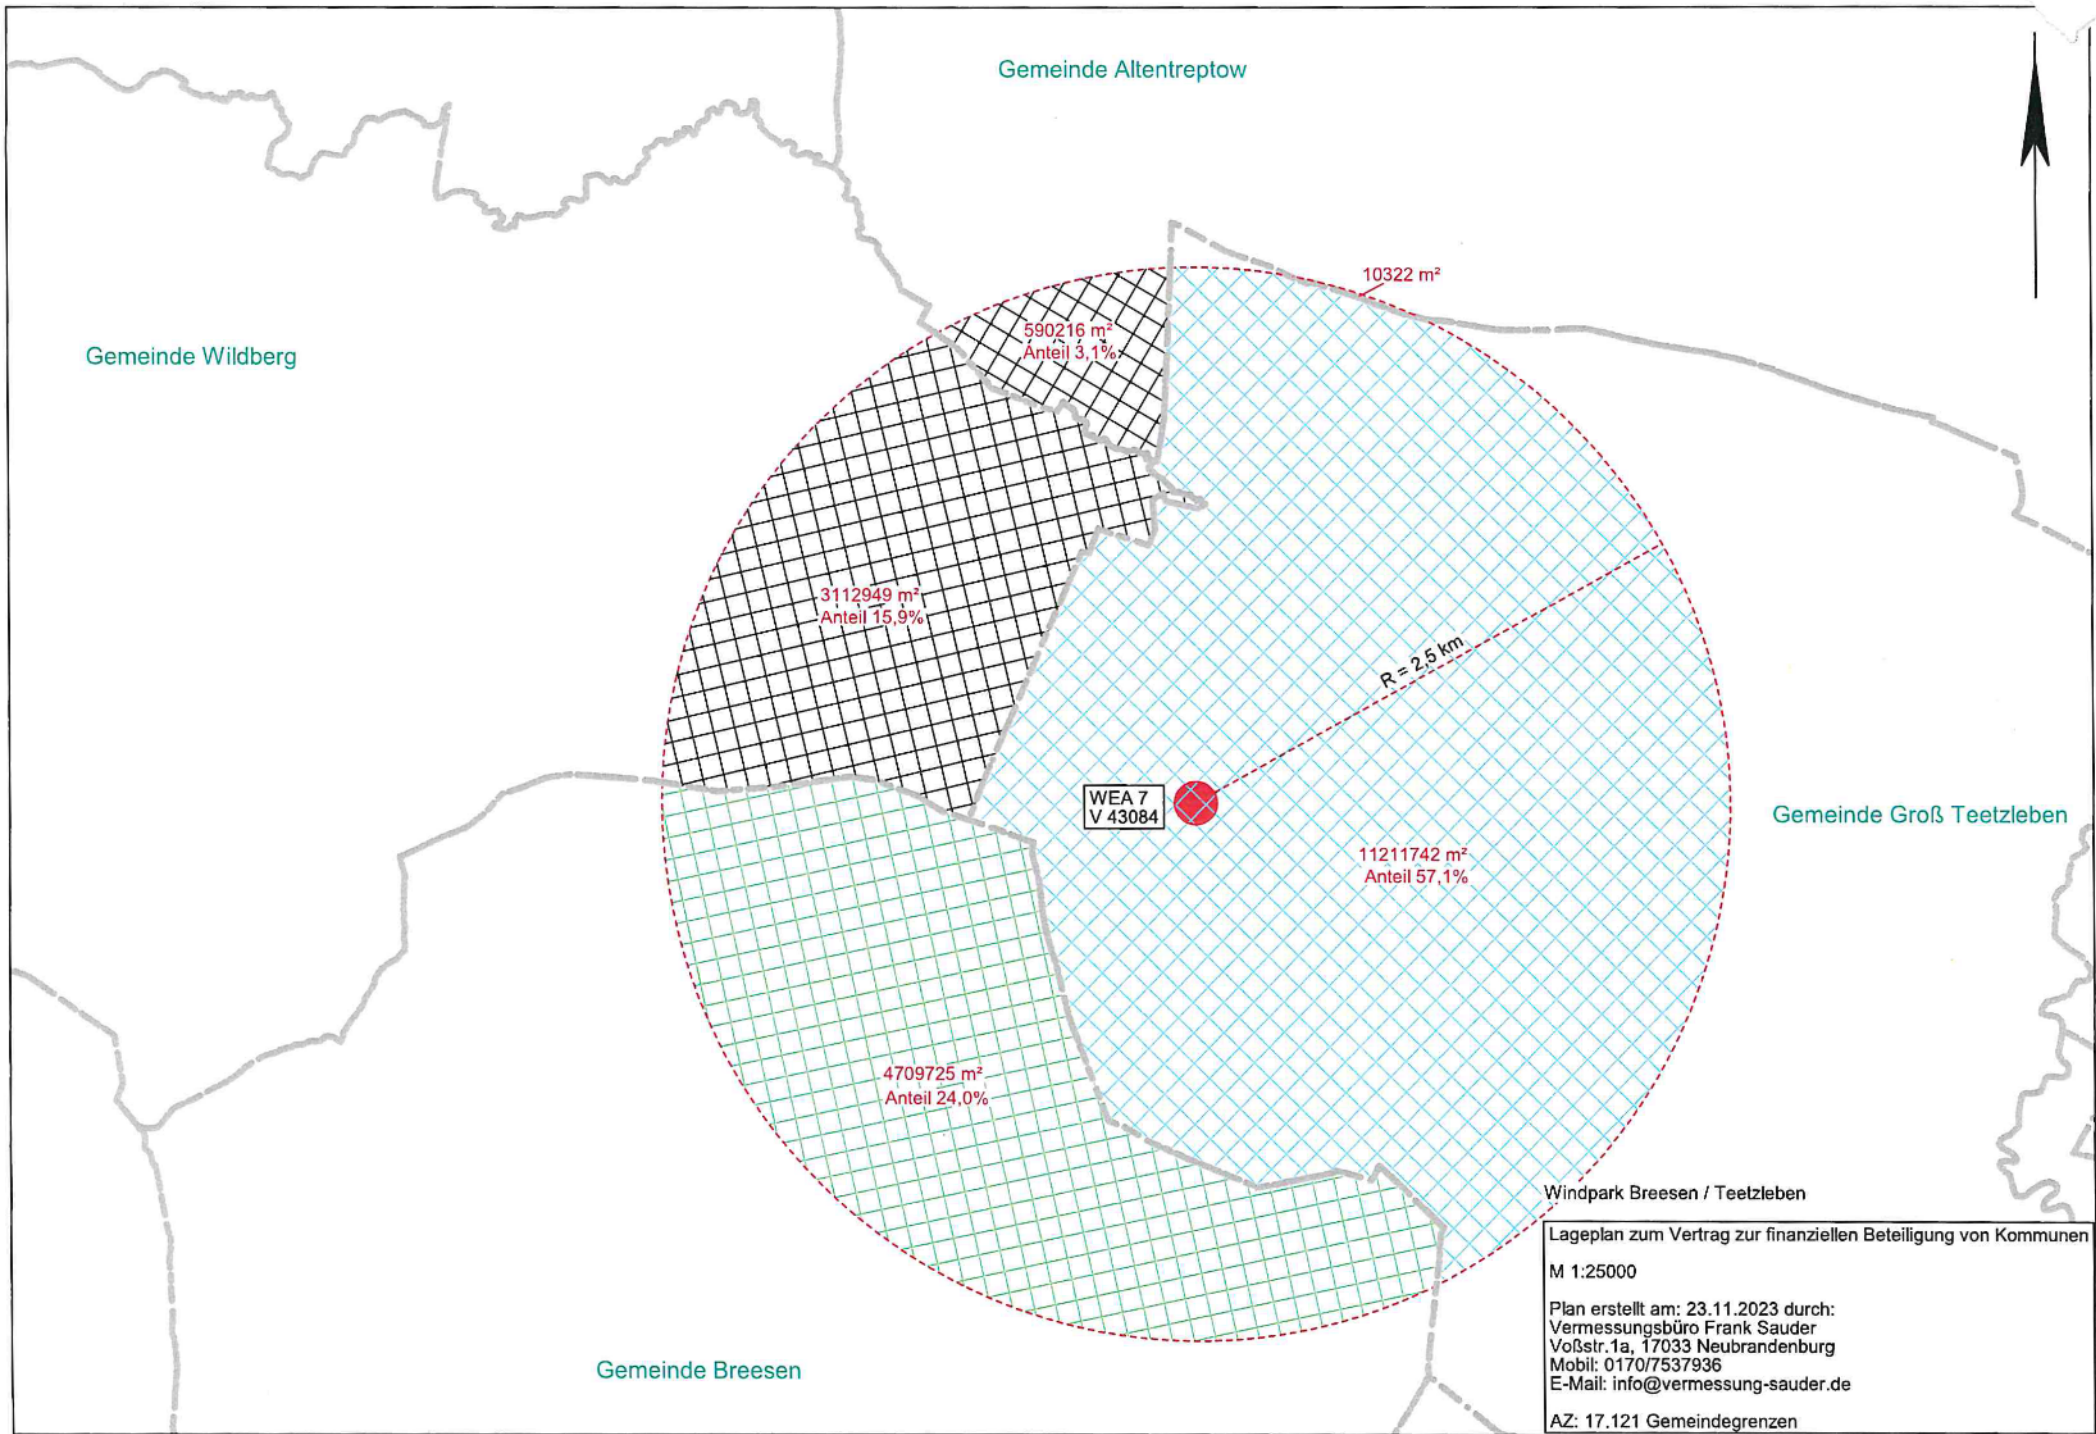 Gemeinde Altentreptow
10322 m²
590216 m²
Anteil 3,1%
Gemeinde Wildberg
3112949 m²
Anteil 15,9%
R = 2,5 km
WEA 7
V 43084
Gemeinde Groß Teetzleben
11211742 m²
Anteil 57,1%
4709725 m²
Anteil 24,0%
Gemeinde Breesen
Windpark Breesen / Teetzleben
Lageplan zum Vertrag zur finanziellen Beteiligung von Kommunen
M 1:25000
Plan erstellt am: 23.11.2023 durch:
Vermessungsbüro Frank Sauder
Voßstr.1a, 17033 Neubrandenburg
Mobil: 0170/7537936
E-Mail: info@vermessung-sauder.de
AZ: 17.121 Gemeindegrenzen